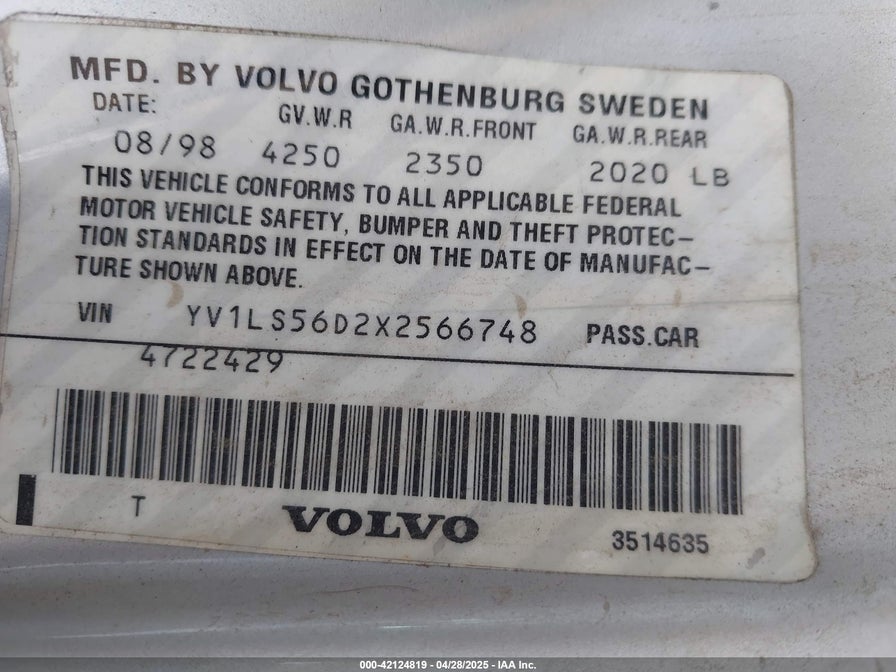 MFD. BY VOLVO GOTHENBURG SWEDEN
DATE: GV.W.R GA.W.R.FRONT GA.W.R.REAR
08/98 4250 2350 2020 LB
THIS VEHICLE CONFORMS TO ALL APPLICABLE FEDERAL
MOTOR VEHICLE SAFETY, BUMPER AND THEFT PROTEC-
TION STANDARDS IN EFFECT ON THE DATE OF MANUFAC-
TURE SHOWN ABOVE.
VIN YV1LS56D2X2566748 PASS.CAR
4722429
T VOLVO 3514635
000-42124819 - 04/28/2025 - IAA Inc.